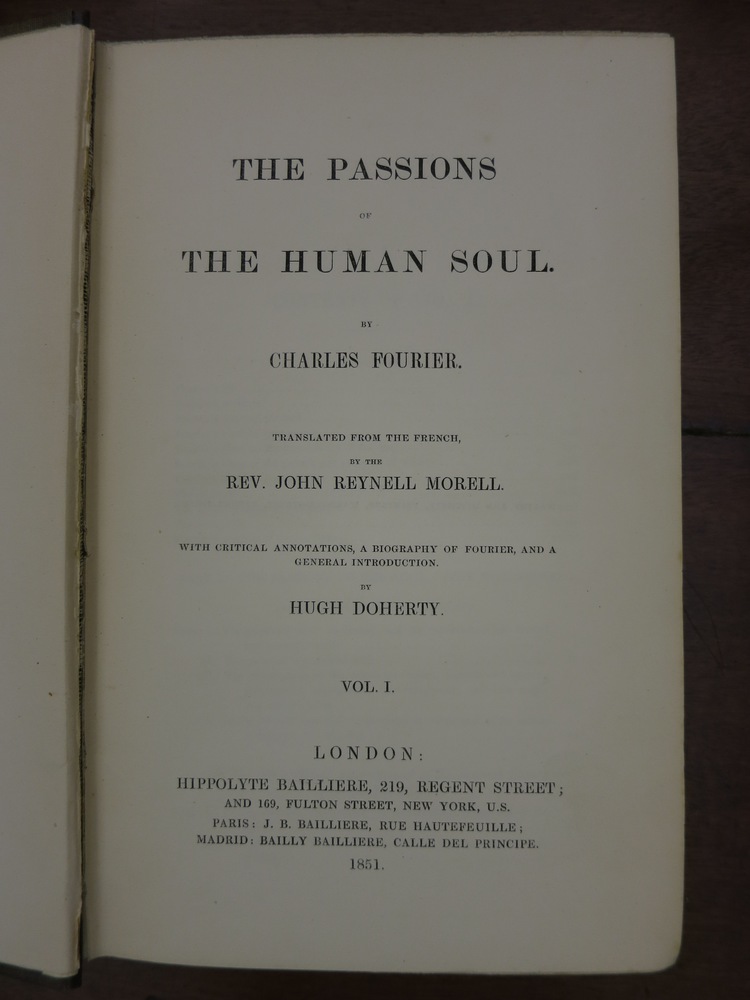 THE PASSIONS
OF
THE HUMAN SOUL.
BY
CHARLES FOURIER.
TRANSLATED FROM THE FRENCH,
BY THE
REV. JOHN REYNELL MORELL.
WITH CRITICAL ANNOTATIONS, A BIOGRAPHY OF FOURIER, AND A
GENERAL INTRODUCTION.
BY
HUGH DOHERTY.
VOL. I.
LONDON:
HIPPOLYTE BAILLIERE, 219, REGENT STREET;
AND 169, FULTON STREET, NEW YORK, U.S.
PARIS: J. B. BAILLIERE, RUE HAUTEFEUILLE;
MADRID: BAILLY BAILLIERE, CALLE DEL PRINCIPE.
1851.